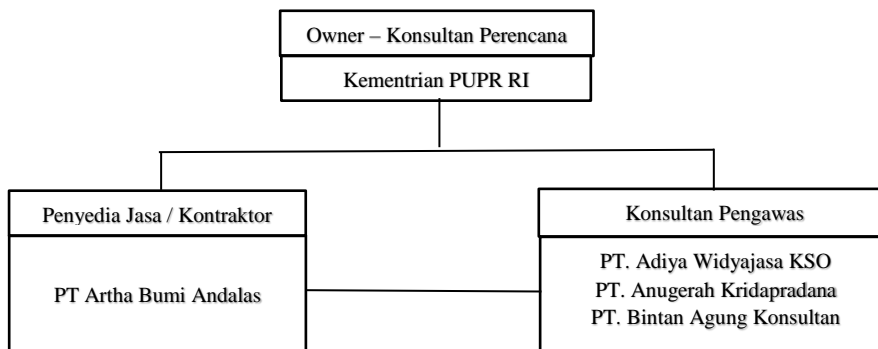 Owner – Konsultan Perencana
Kementrian PUPR RI
Penyedia Jasa / Kontraktor
PT Artha Bumi Andalas
Konsultan Pengawas
PT. Adiya Widyajasa KSO
PT. Anugerah Kridapradana
PT. Bintan Agung Konsultan